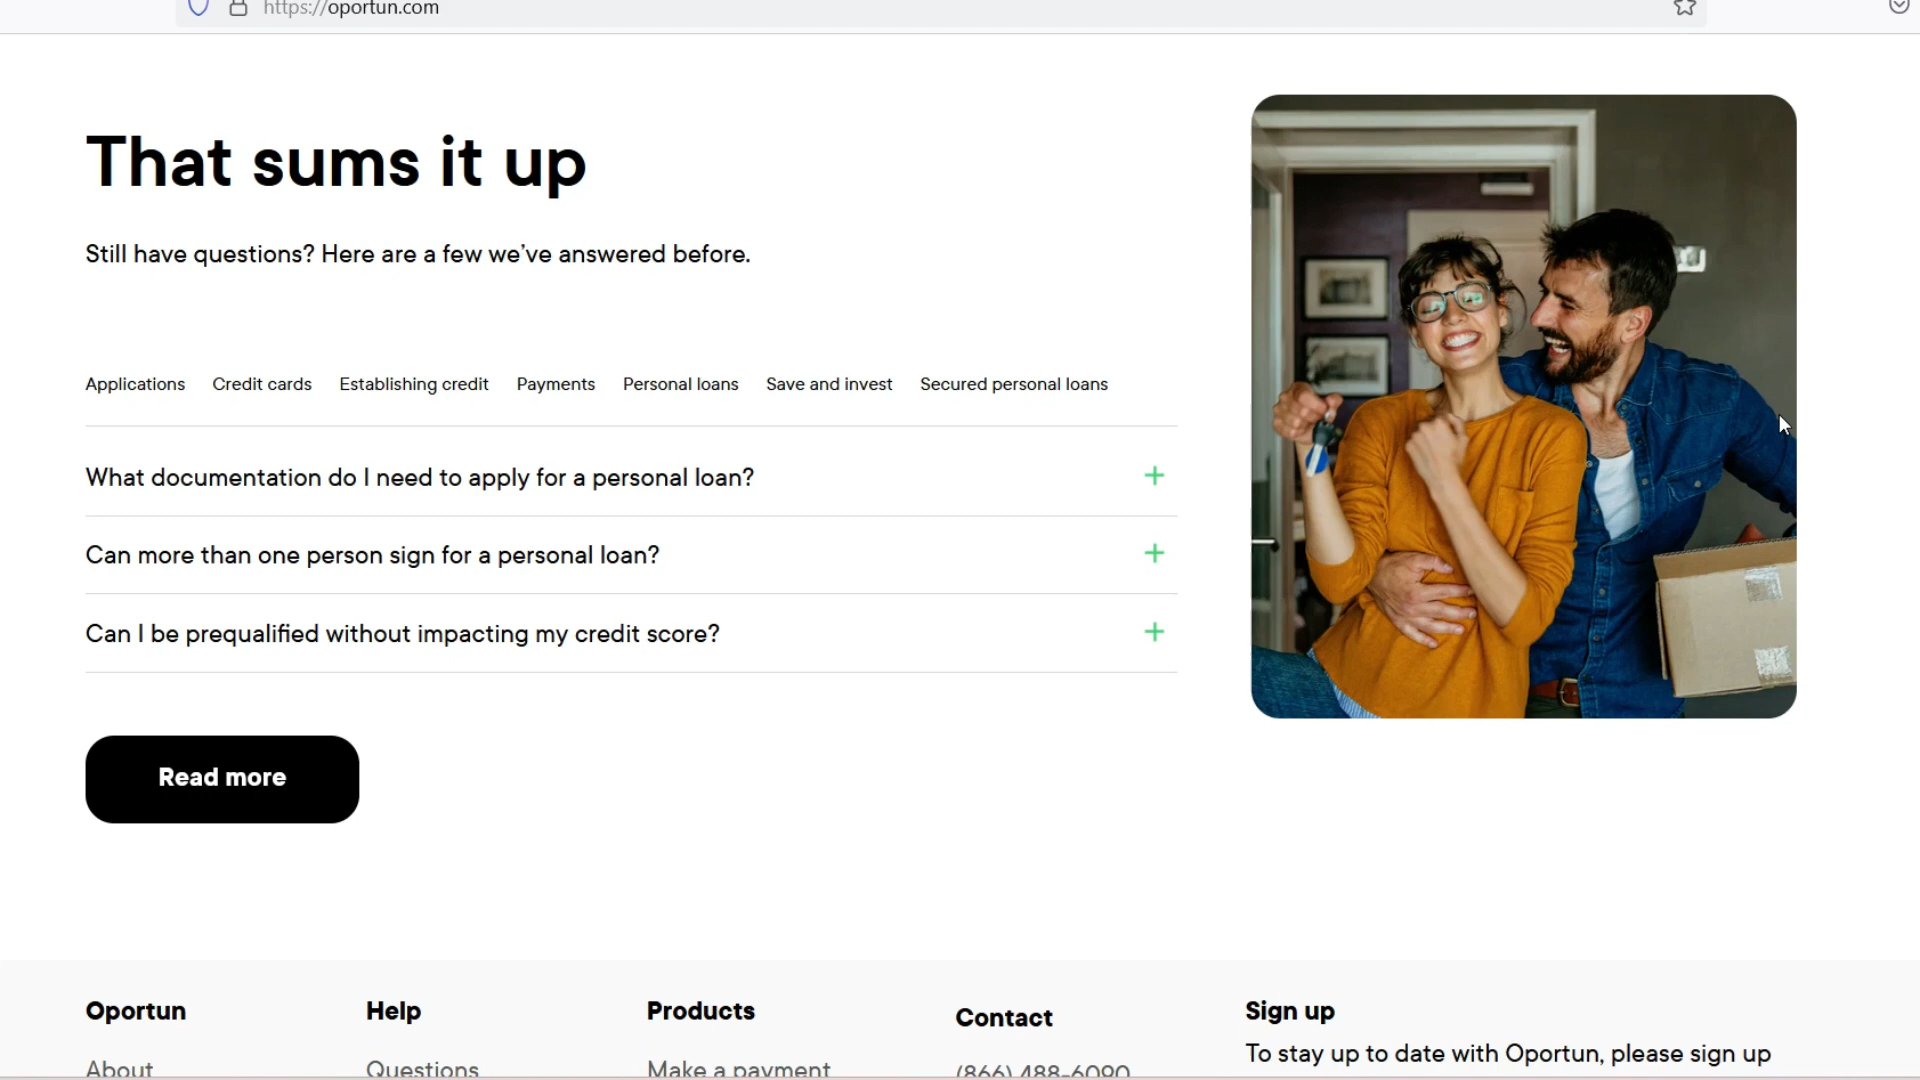 https://oportun.com
That sums it up
Still have questions? Here are a few we've answered before.
Applications Credit cards Establishing credit Payments Personal loans Save and invest Secured personal loans
What documentation do I need to apply for a personal loan?
Can more than one person sign for a personal loan?
Can I be prequalified without impacting my credit score?
Read more
Oportun Help Products Contact Sign up
To stay up to date with Oportun, please sign up
About Questions Make a payment (866) 488-6090